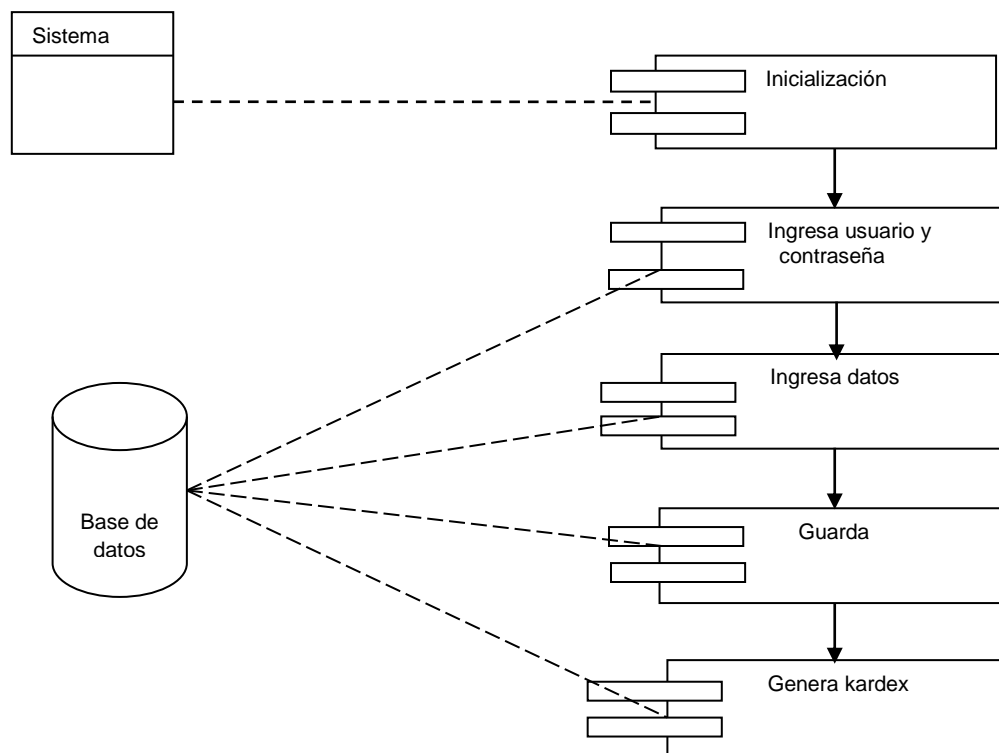 Sistema
Inicialización
Ingresa usuario y
contraseña
Ingresa datos
Base de
datos
Guarda
Genera kardex